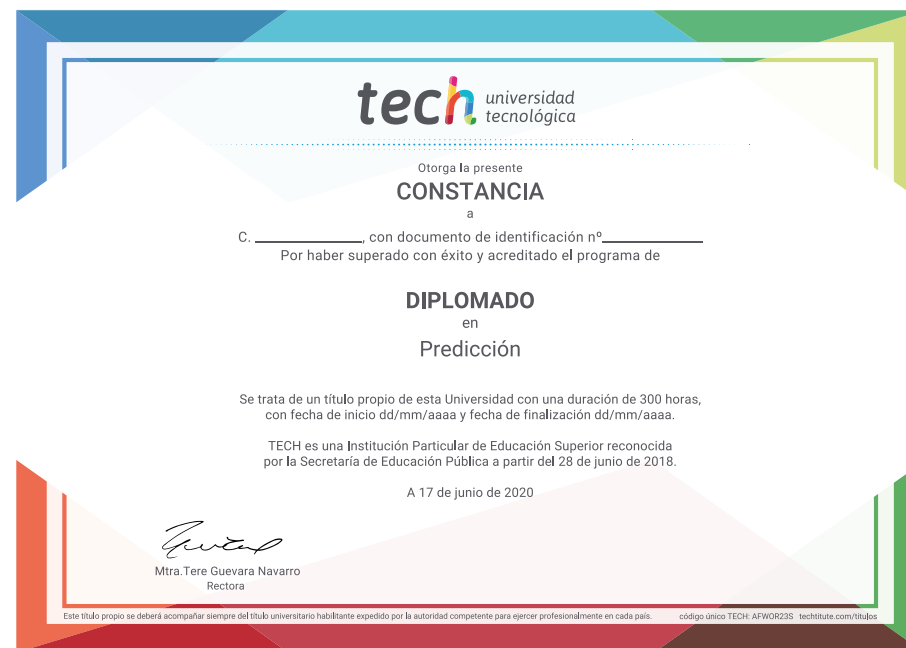 tech universidad
tecnológica
Otorga la presente
CONSTANCIA
a
C. ________________, con documento de identificación nº_______________
Por haber superado con éxito y acreditado el programa de
DIPLOMADO
en
Predicción
Se trata de un título propio de esta Universidad con una duración de 300 horas,
con fecha de inicio dd/mm/aaaa y fecha de finalización dd/mm/aaaa.
TECH es una Institución Particular de Educación Superior reconocida
por la Secretaría de Educación Pública a partir del 28 de junio de 2018.
A 17 de junio de 2020
Mtra.Tere Guevara Navarro
Rectora
Este título propio se deberá acompañar siempre del título universitario habilitante expedido por la autoridad competente para ejercer profesionalmente en cada país. código único TECH: AFWOR23S techtitute.com/titulos